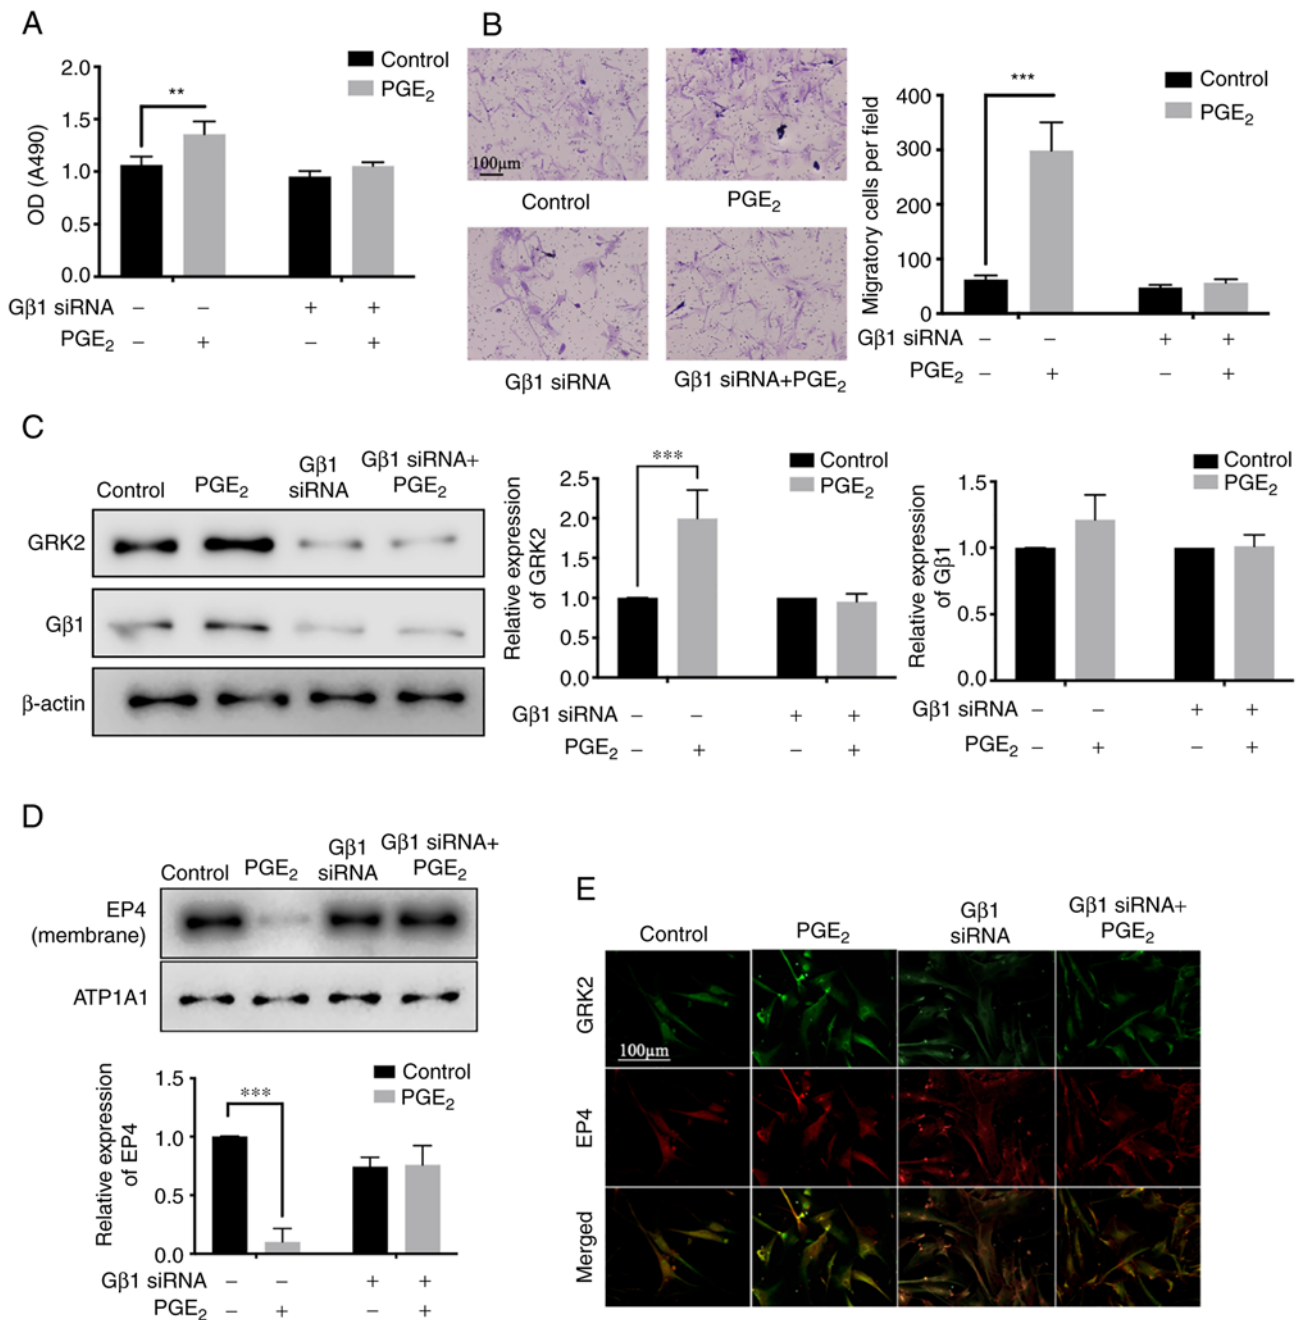 A
Control
PGE2
2.0
1.5
1.0
0.5
0.0
OD (A490)
**
Gβ1 siRNA – – + +
PGE2 – + – +
B
100μm
Control
PGE2
Gβ1 siRNA
Gβ1 siRNA+PGE2
Control
PGE2
400
300
200
100
0
Migratory cells per field
***
Gβ1 siRNA – – + +
PGE2 – + – +
C
Control
PGE2
Gβ1
siRNA
Gβ1 siRNA+
PGE2
GRK2
Gβ1
β-actin
Control
PGE2
2.5
2.0
1.5
1.0
0.5
0.0
Relative expression
of GRK2
***
Gβ1 siRNA – – + +
PGE2 – + – +
Control
PGE2
1.5
1.0
0.5
0.0
Relative expression
of Gβ1
Gβ1 siRNA – – + +
PGE2 – + – +
D
Control
PGE2
Gβ1
siRNA
Gβ1 siRNA+
PGE2
EP4
(membrane)
ATP1A1
Control
PGE2
1.5
1.0
0.5
0.0
Relative expression
of EP4
***
Gβ1 siRNA – – + +
PGE2 – + – +
E
Control
PGE2
Gβ1
siRNA
Gβ1 siRNA+
PGE2
GRK2
100μm
EP4
Merged